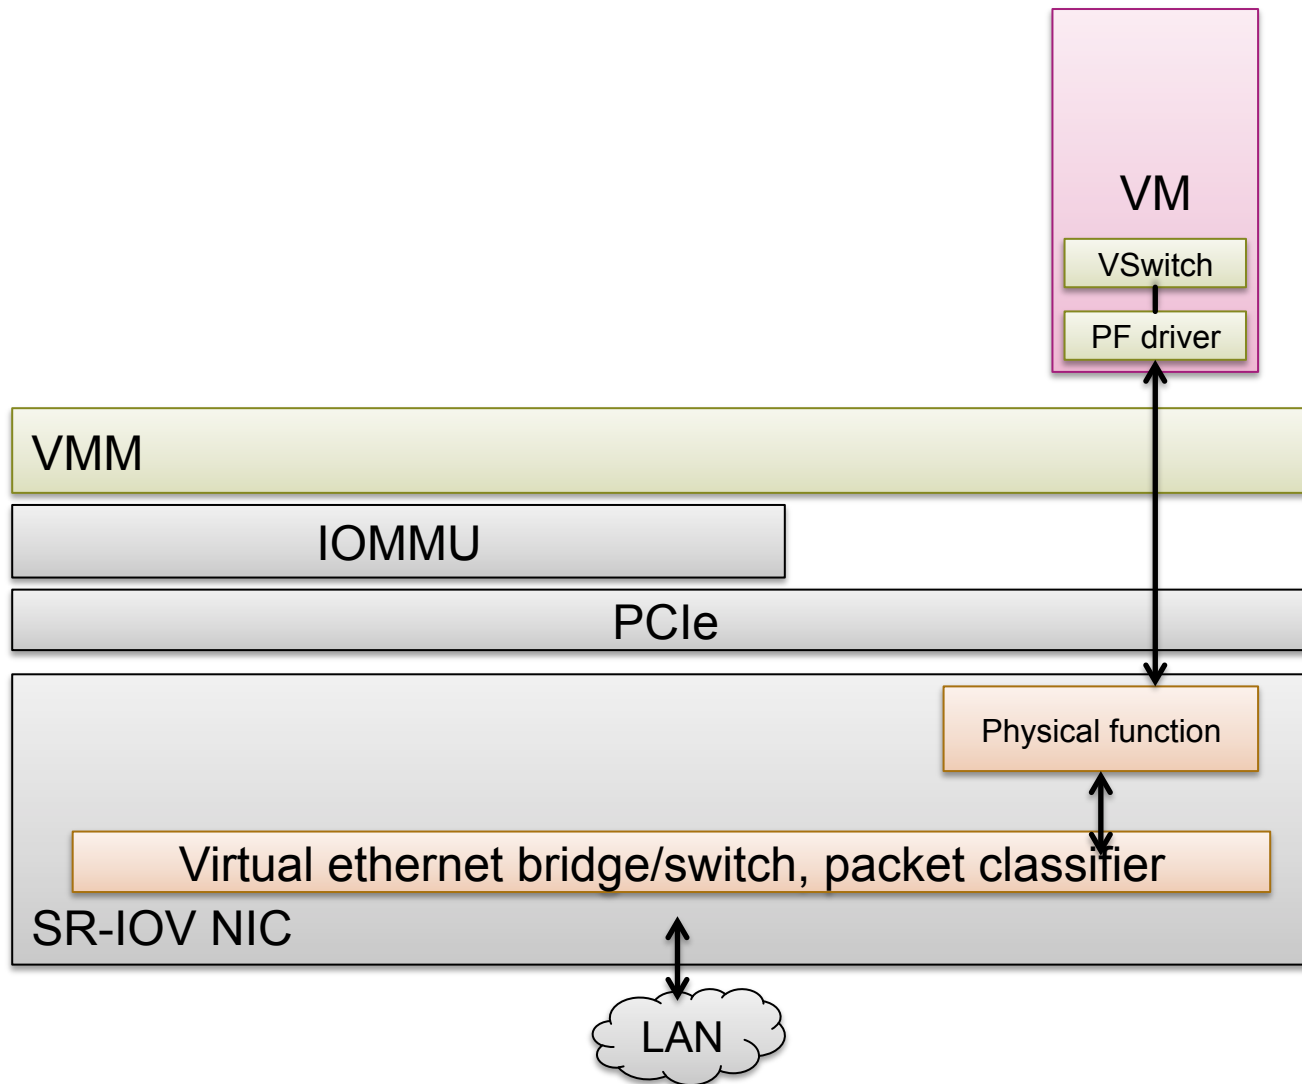 VM
VSwitch
PF driver
VMM
IOMMU
PCIe
Physical function
Virtual ethernet bridge/switch, packet classifier
SR-IOV NIC
LAN